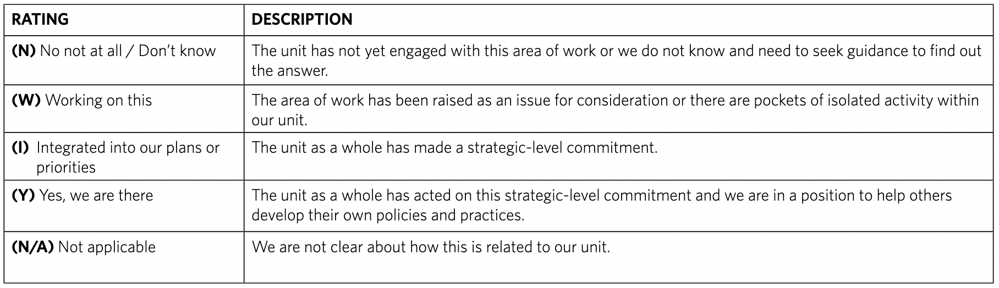 RATING
DESCRIPTION
(N) No not at all / Don’t know
The unit has not yet engaged with this area of work or we do not know and need to seek guidance to find out
the answer.
(W) Working on this
The area of work has been raised as an issue for consideration or there are pockets of isolated activity within
our unit.
(I) Integrated into our plans or
priorities
The unit as a whole has made a strategic-level commitment.
(Y) Yes, we are there
The unit as a whole has acted on this strategic-level commitment and we are in a position to help others
develop their own policies and practices.
(N/A) Not applicable
We are not clear about how this is related to our unit.